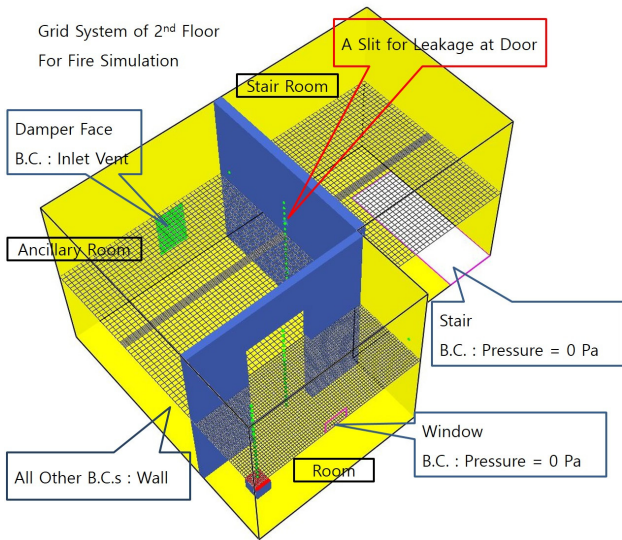 Grid System of 2nd Floor
For Fire Simulation
A Slit for Leakage at Door
Stair Room
Damper Face
B.C. : Inlet Vent
Ancillary Room
Stair
B.C. : Pressure = 0 Pa
Window
B.C. : Pressure = 0 Pa
All Other B.C.s : Wall
Room